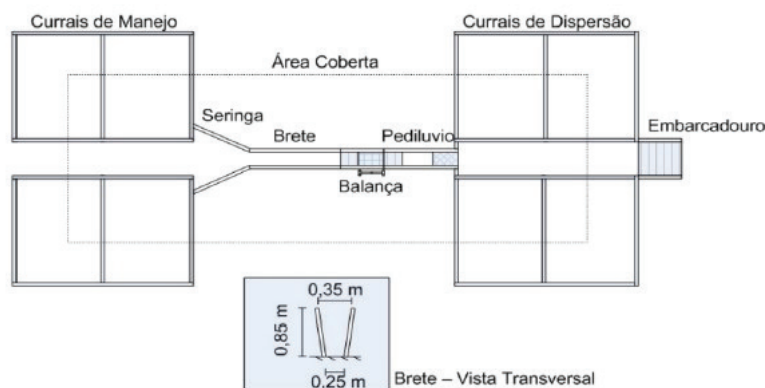 Currais de Manejo
Currais de Dispersão
Área Coberta
Seringa
Embarcadouro
Brete
Pediluvio
Balança
0,35 m
0,85 m
0,25 m
Brete – Vista Transversal